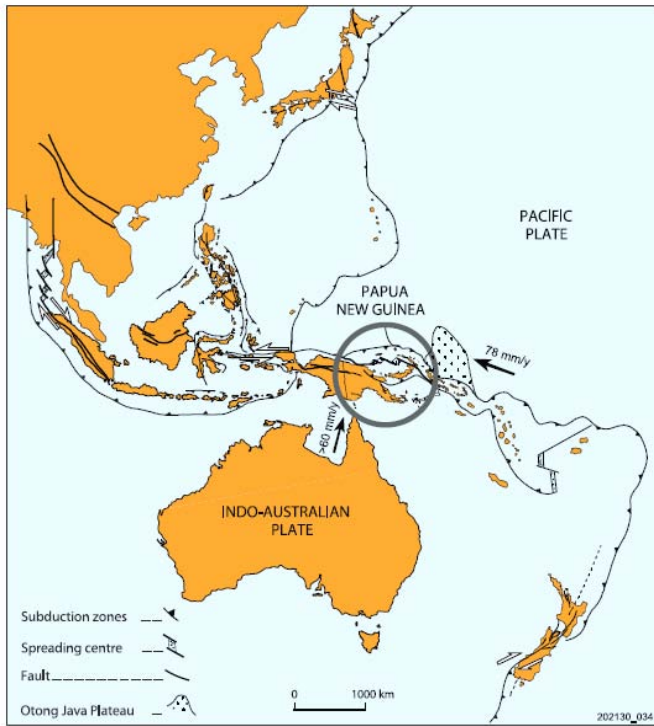 PACIFIC
PLATE
PAPUA
NEW GUINEA
78 mm/y
>60 mm/y
INDO-AUSTRALIAN
PLATE
Subduction zones
Spreading centre
Fault
Otong Java Plateau
0 1000 km
202130_034